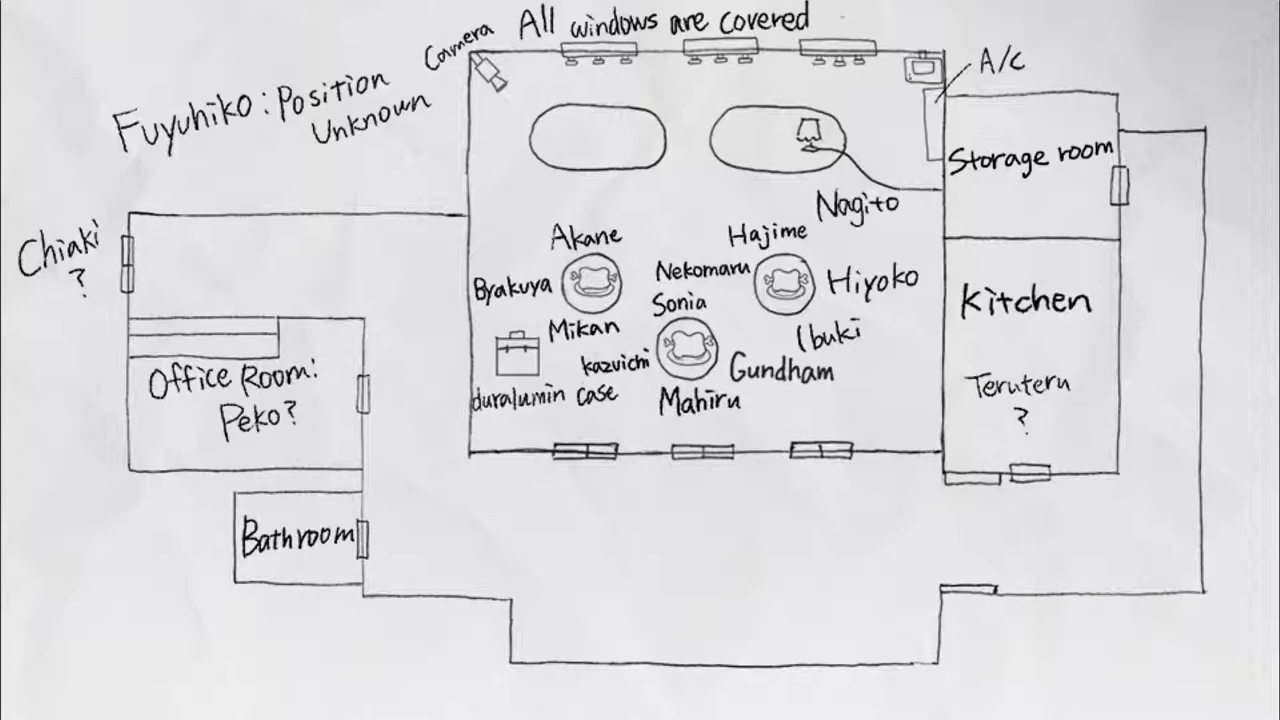 All windows are covered
Camera
A/C
Fuyuhiko: Position
Unknown
Storage room
Nagito
Chiaki
?
Akane
Hajime
Byakuya
Nekomaru
Hiyoko
Sonia
Kitchen
Mikan
Ibuki
kazuichi
Gundham
duralumin case
Mahiru
Teruteru
?
Office Room:
Peko?
Bathroom